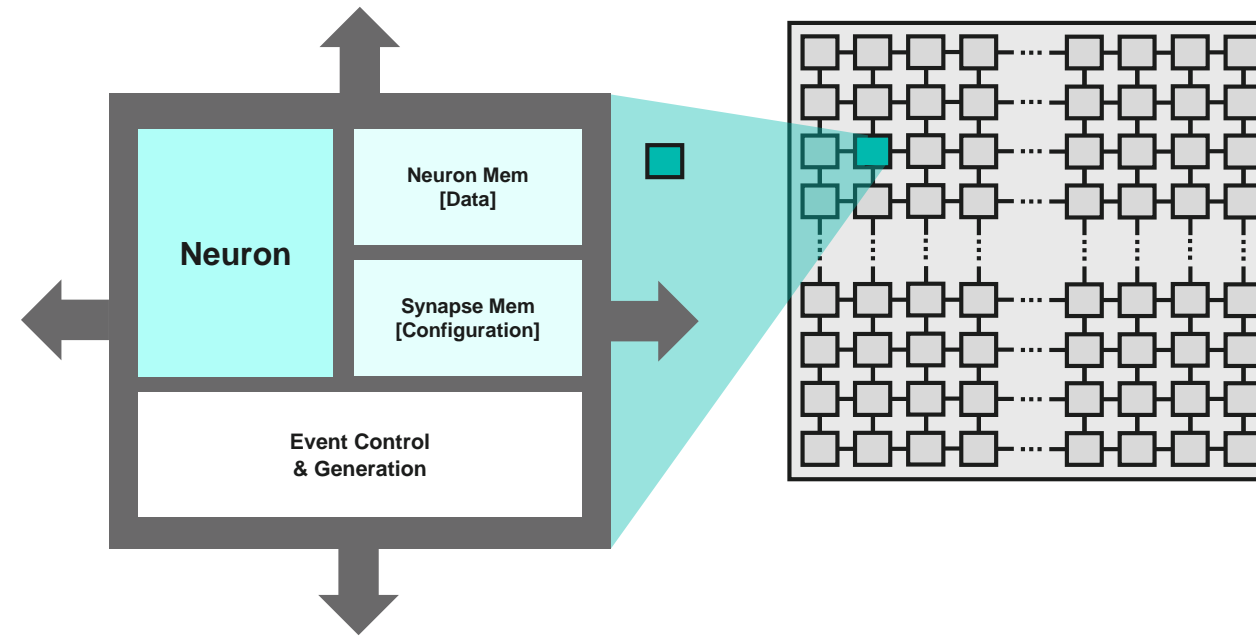 Neuron
Neuron Mem
[Data]
Synapse Mem
[Configuration]
Event Control
& Generation